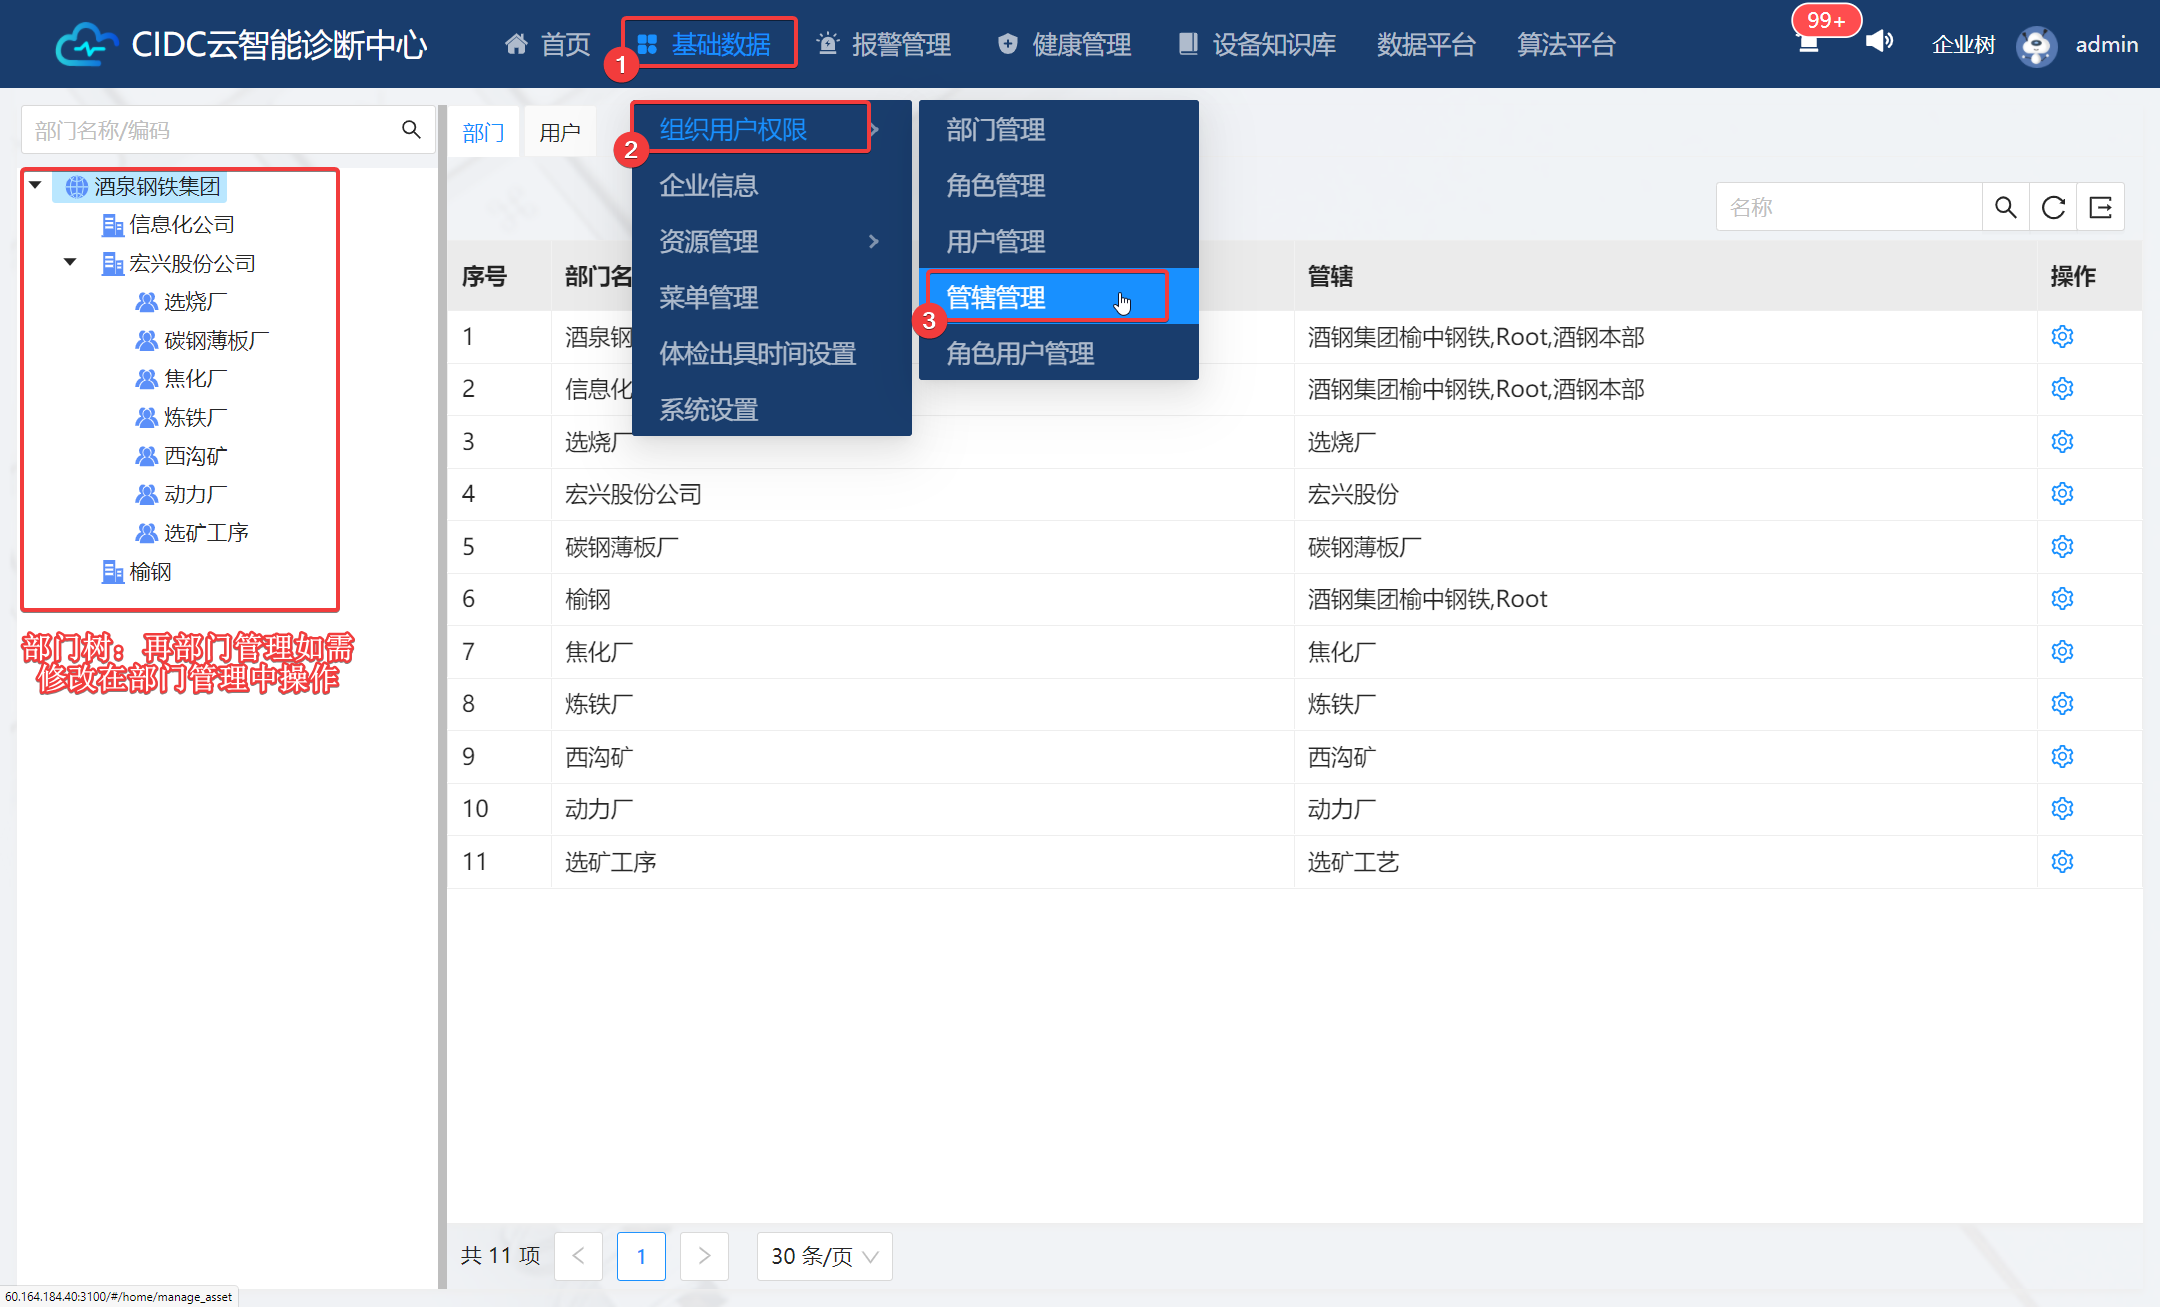 CIDC云智能诊断中心
首页
基础数据
报警管理
健康管理
设备知识库
数据平台
算法平台
99+
企业树
admin
1
部门名称/编码
部门
用户
2
组织用户权限
企业信息
资源管理
菜单管理
体检出具时间设置
系统设置
部门管理
角色管理
用户管理
管辖管理
3
角色用户管理
酒泉钢铁集团
信息化公司
宏兴股份公司
选烧厂
碳钢薄板厂
焦化厂
炼铁厂
西沟矿
动力厂
选矿工序
榆钢
部门树：再部门管理如需
修改在部门管理中操作
名称
序号 部门名 管辖 操作
1 酒泉钢 酒钢集团榆中钢铁,Root,酒钢本部
2 信息化 酒钢集团榆中钢铁,Root,酒钢本部
3 选烧厂 选烧厂
4 宏兴股份公司 宏兴股份
5 碳钢薄板厂 碳钢薄板厂
6 榆钢 酒钢集团榆中钢铁,Root
7 焦化厂 焦化厂
8 炼铁厂 炼铁厂
9 西沟矿 西沟矿
10 动力厂 动力厂
11 选矿工序 选矿工艺
共 11 项
1
30 条/页
60.164.184.40:3100/#/home/manage_asset